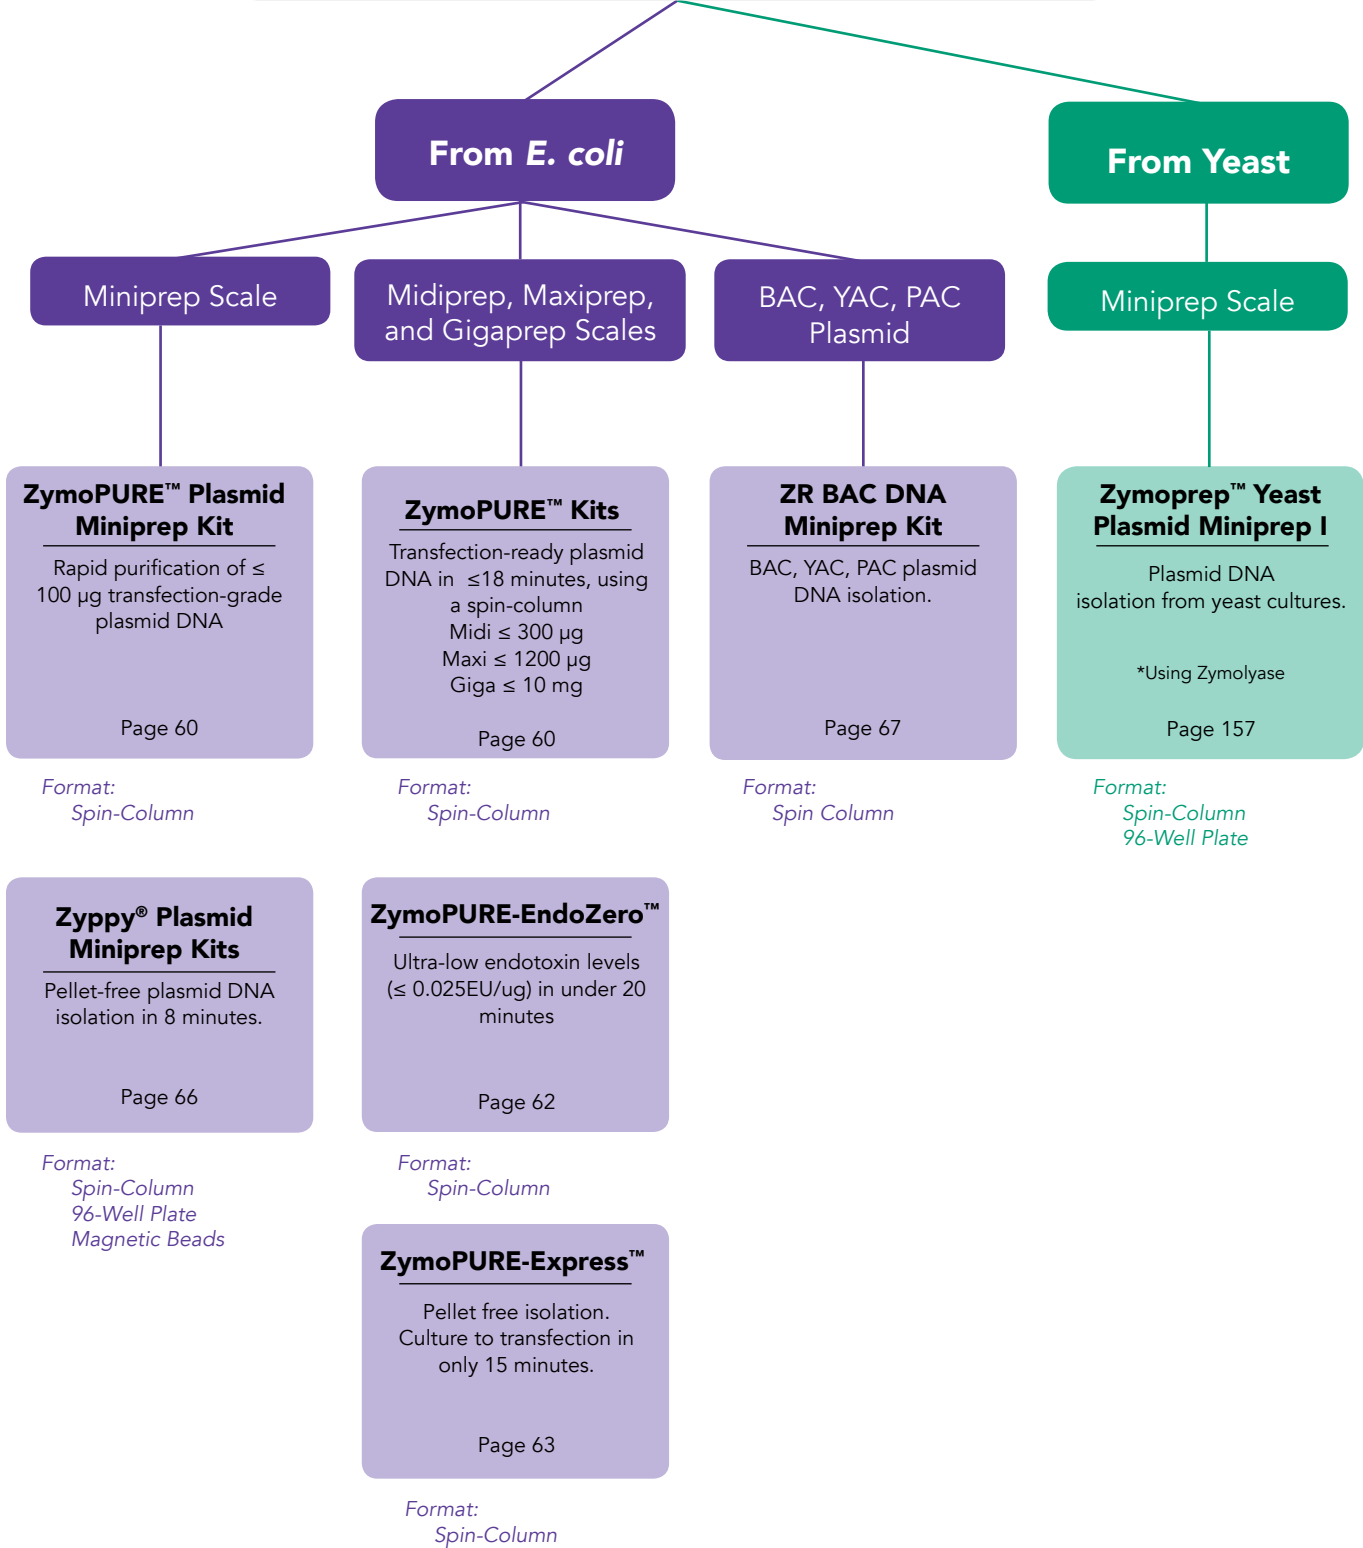 From E. coli
From Yeast
Miniprep Scale
Midiprep, Maxiprep,
and Gigaprep Scales
BAC, YAC, PAC
Plasmid
Miniprep Scale
ZymoPURE™ Plasmid
Miniprep Kit
Rapid purification of ≤
100 µg transfection-grade
plasmid DNA
Page 60
Format:
Spin-Column
ZymoPURE™ Kits
Transfection-ready plasmid
DNA in ≤18 minutes, using
a spin-column
Midi ≤ 300 µg
Maxi ≤ 1200 µg
Giga ≤ 10 mg
Page 60
Format:
Spin-Column
ZR BAC DNA
Miniprep Kit
BAC, YAC, PAC plasmid
DNA isolation.
Page 67
Format:
Spin Column
Zymoprep™ Yeast
Plasmid Miniprep I
Plasmid DNA
isolation from yeast cultures.
*Using Zymolyase
Page 157
Format:
Spin-Column
96-Well Plate
Zyppy® Plasmid
Miniprep Kits
Pellet-free plasmid DNA
isolation in 8 minutes.
Page 66
Format:
Spin-Column
96-Well Plate
Magnetic Beads
ZymoPURE-EndoZero™
Ultra-low endotoxin levels
(≤ 0.025EU/ug) in under 20
minutes
Page 62
Format:
Spin-Column
ZymoPURE-Express™
Pellet free isolation.
Culture to transfection in
only 15 minutes.
Page 63
Format:
Spin-Column